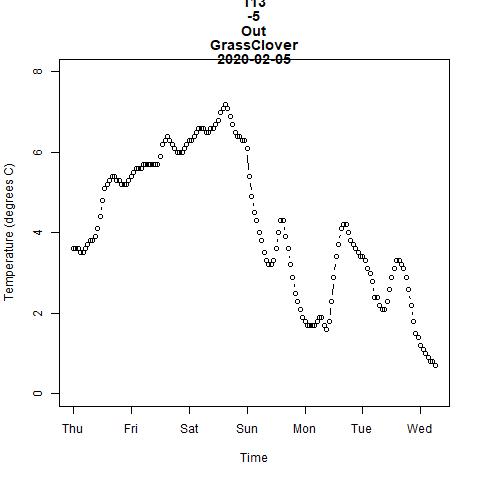 T13
-5
Out
GrassClover
2020-02-05
Temperature (degrees C)
8
6
4
2
0
Thu Fri Sat Sun Mon Tue Wed
Time